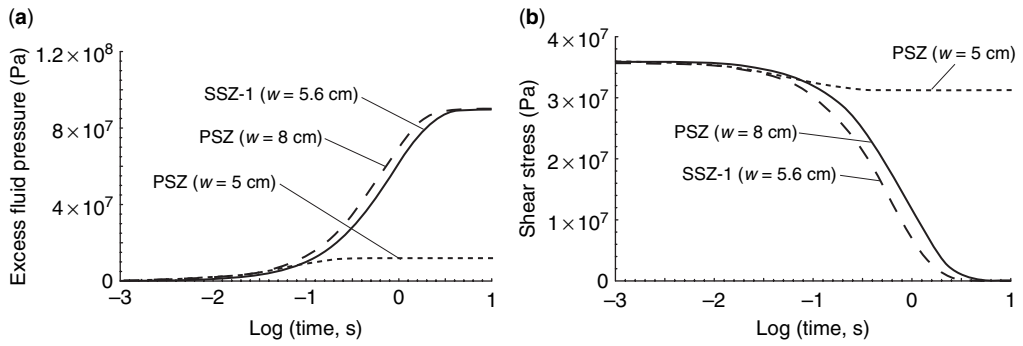 (a)
Excess fluid pressure (Pa)
1.2 × 10⁸
8 × 10⁷
4 × 10⁷
0
SSZ-1 (w = 5.6 cm)
PSZ (w = 8 cm)
PSZ (w = 5 cm)
−3 −2 −1 0 1
Log (time, s)
(b)
Shear stress (Pa)
4 × 10⁷
3 × 10⁷
2 × 10⁷
1 × 10⁷
0
PSZ (w = 5 cm)
PSZ (w = 8 cm)
SSZ-1 (w = 5.6 cm)
−3 −2 −1 0 1
Log (time, s)